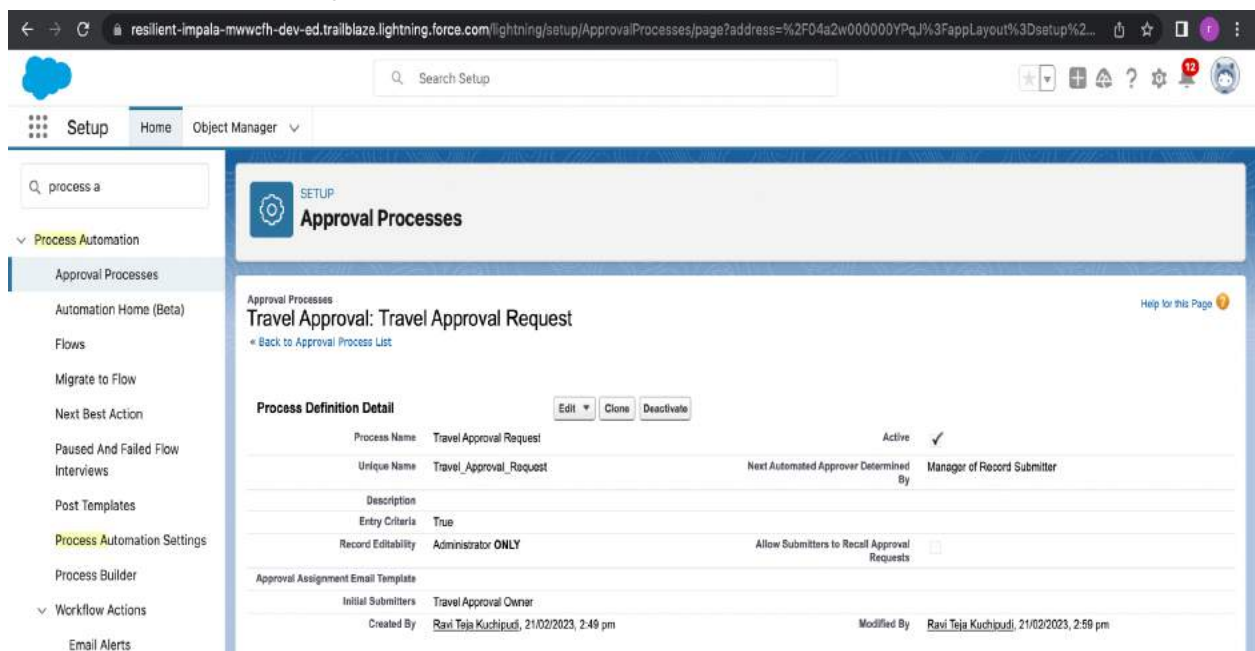 resilient-impala-mwwcfh-dev-ed.trailblaze.lightning.force.com/lightning/setup/ApprovalProcesses/page?address=%2F04a2w000000YPqJ%3FappLayout%3Dsetup%2...
r
Search Setup
12
Setup
Home
Object Manager
process a
Process Automation
Approval Processes
Automation Home (Beta)
Flows
Migrate to Flow
Next Best Action
Paused And Failed Flow
Interviews
Post Templates
Process Automation Settings
Process Builder
Workflow Actions
Email Alerts
SETUP
Approval Processes
Approval Processes
Travel Approval: Travel Approval Request
« Back to Approval Process List
Help for this Page ?
Process Definition Detail
Edit
Clone
Deactivate
Process Name Travel Approval Request Active ✓
Unique Name Travel_Approval_Request Next Automated Approver Determined By Manager of Record Submitter
Description
Entry Criteria True
Record Editability Administrator ONLY Allow Submitters to Recall Approval Requests
Approval Assignment Email Template
Initial Submitters Travel Approval Owner
Created By Ravi Teja Kuchipudi, 21/02/2023, 2:49 pm Modified By Ravi Teja Kuchipudi, 21/02/2023, 2:59 pm